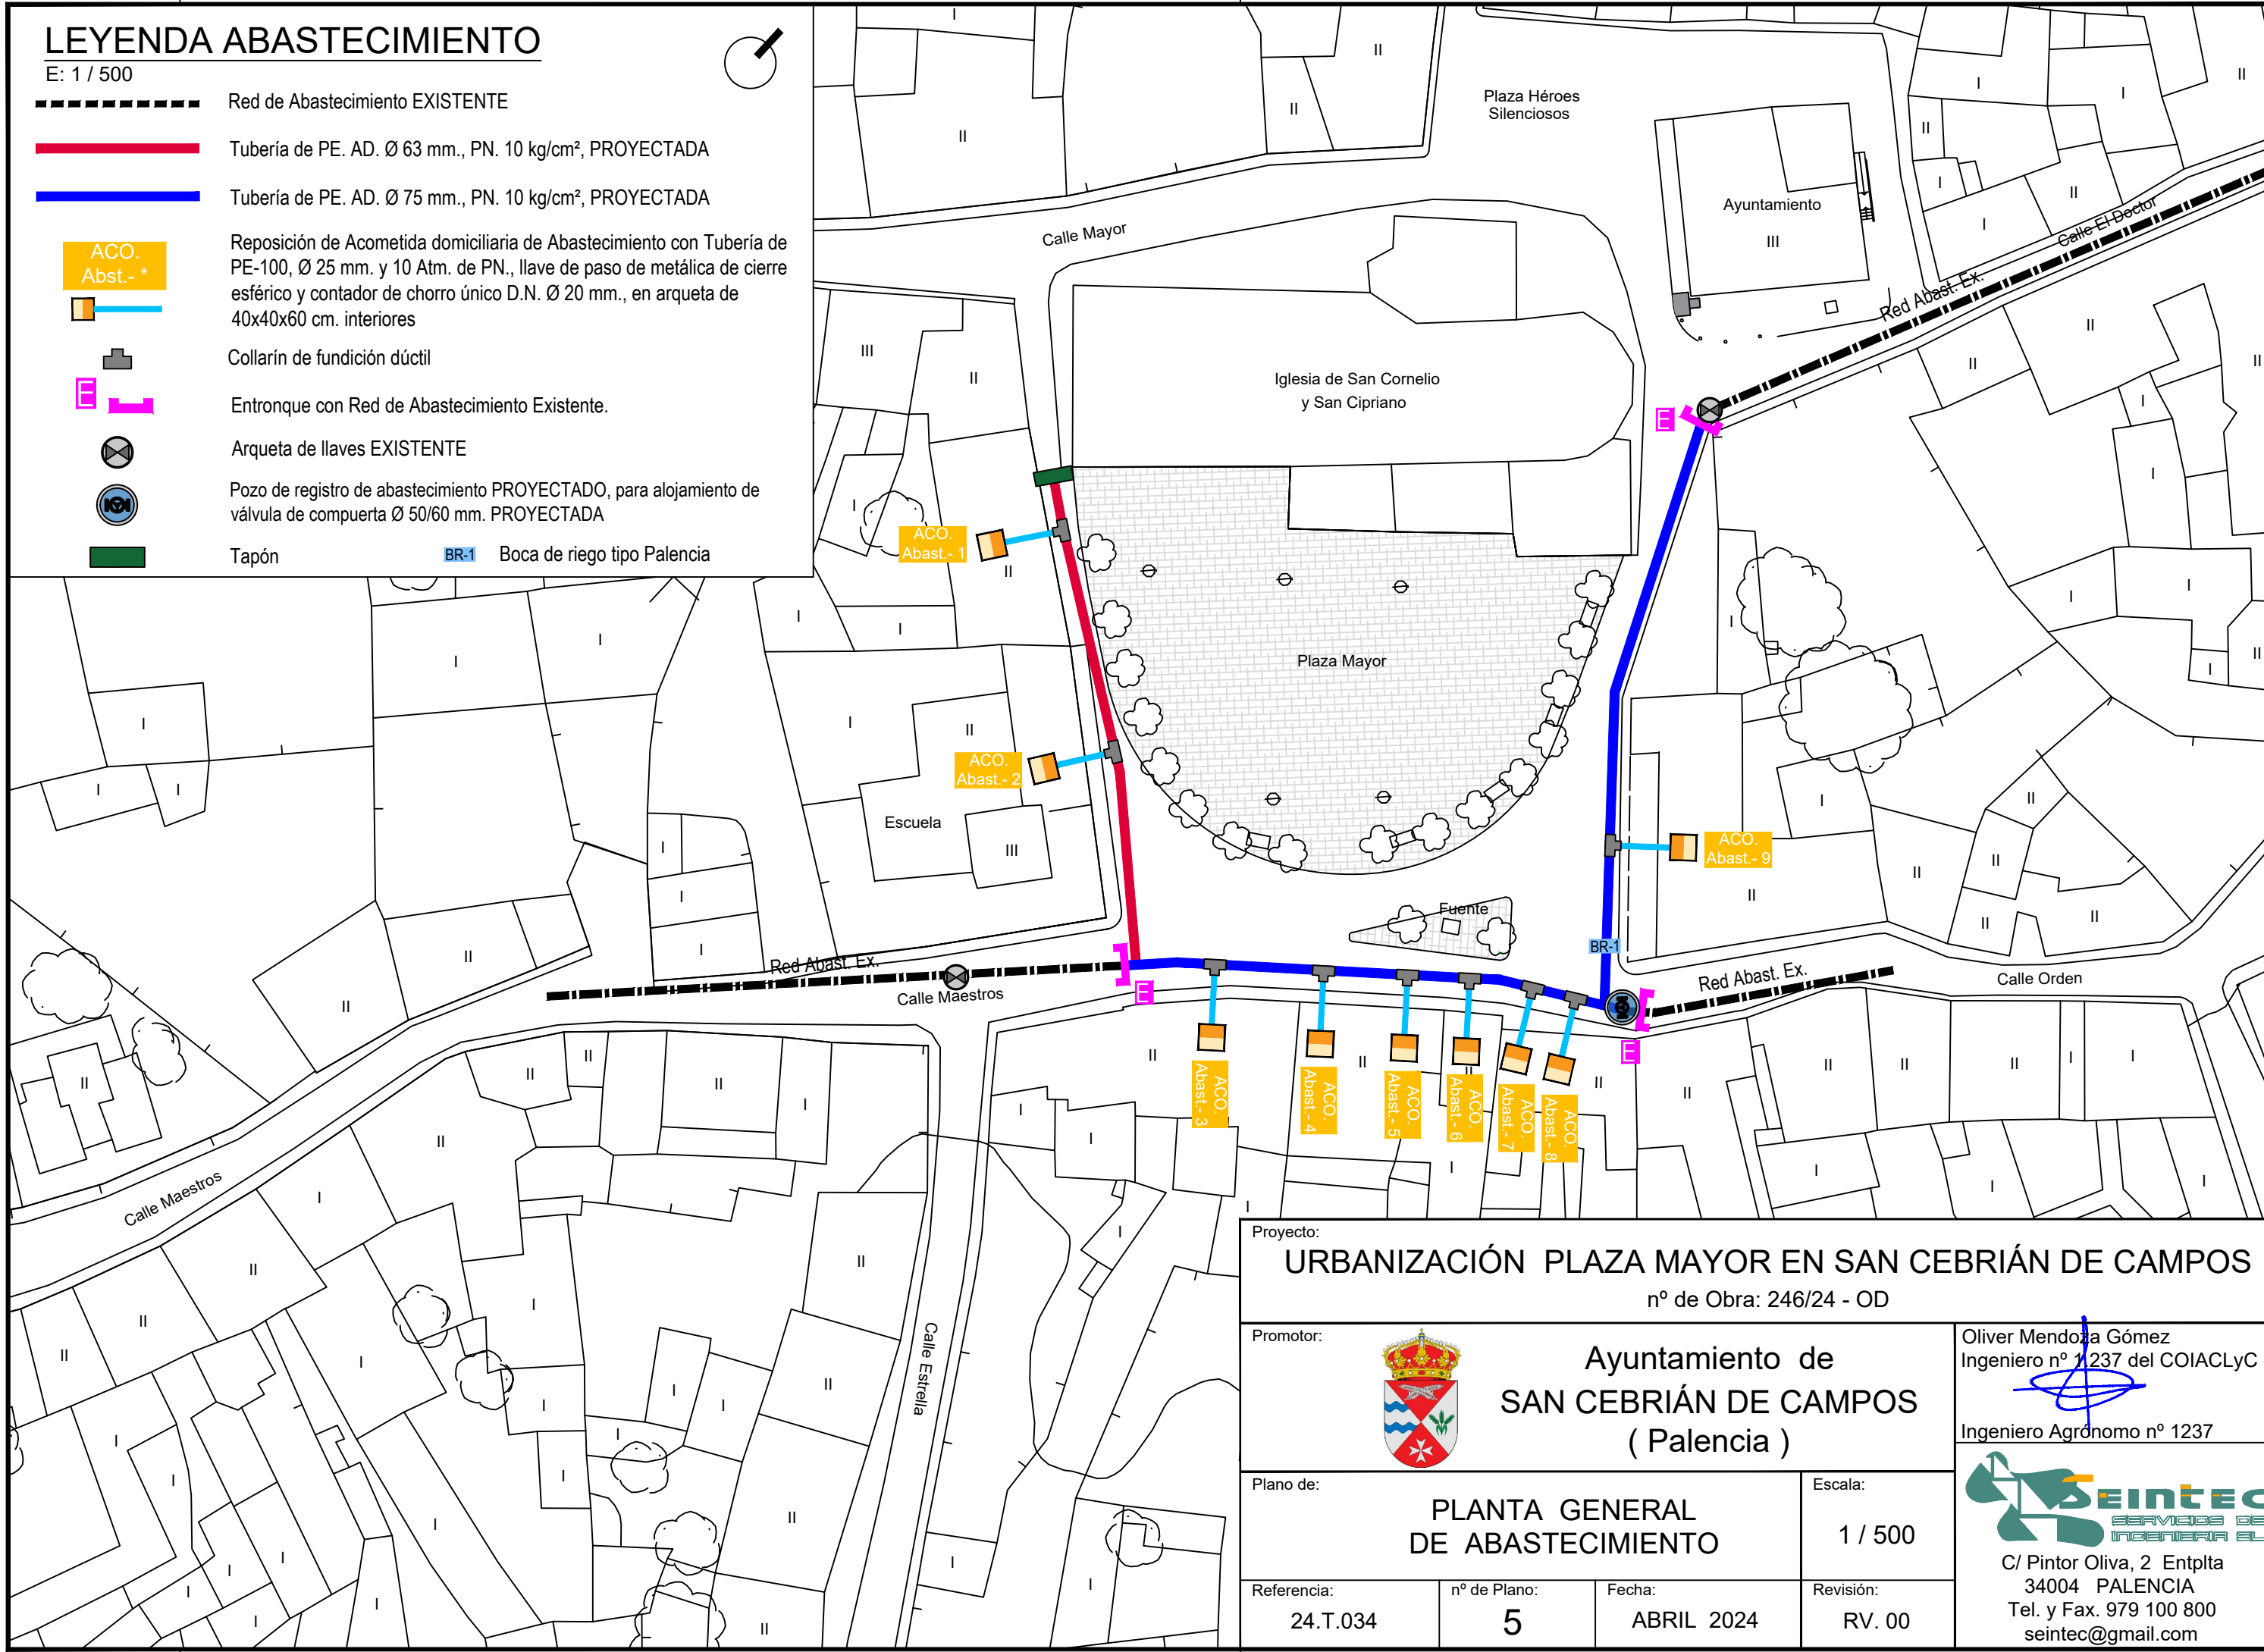 LEYENDA ABASTECIMIENTO
E: 1 / 500
Red de Abastecimiento EXISTENTE
Tubería de PE. AD. Ø 63 mm., PN. 10 kg/cm², PROYECTADA
Tubería de PE. AD. Ø 75 mm., PN. 10 kg/cm², PROYECTADA
ACO.
Abst.- *
Reposición de Acometida domiciliaria de Abastecimiento con Tubería de
PE-100, Ø 25 mm. y 10 Atm. de PN., llave de paso de metálica de cierre
esférico y contador de chorro único D.N. Ø 20 mm., en arqueta de
40x40x60 cm. interiores
Collarín de fundición dúctil
E
Entronque con Red de Abastecimiento Existente.
Arqueta de llaves EXISTENTE
Pozo de registro de abastecimiento PROYECTADO, para alojamiento de
válvula de compuerta Ø 50/60 mm. PROYECTADA
Tapón
BR-1
Boca de riego tipo Palencia
Plaza Héroes
Silenciosos
Ayuntamiento
III
Calle El Doctor
Red Abast. Ex.
Calle Mayor
Iglesia de San Cornelio
y San Cipriano
E
ACO.
Abast.- 1
Plaza Mayor
ACO.
Abast.- 2
Escuela
III
ACO.
Abast.- 9
Fuente
BR-1
Red Abast. Ex.
Calle Maestros
E
Red Abast. Ex.
Calle Orden
E
ACO.
Abast.- 3
ACO.
Abast.- 4
ACO.
Abast.- 5
ACO.
Abast.- 6
ACO.
Abast.- 7
ACO.
Abast.- 8
Calle Maestros
Calle Estrella
Proyecto:
URBANIZACIÓN PLAZA MAYOR EN SAN CEBRIÁN DE CAMPOS
nº de Obra: 246/24 - OD
Promotor:
Ayuntamiento de
SAN CEBRIÁN DE CAMPOS
( Palencia )
Oliver Mendoza Gómez
Ingeniero nº 1.237 del COIACLyC
Ingeniero Agrónomo nº 1237
Plano de:
PLANTA GENERAL
DE ABASTECIMIENTO
Escala:
1 / 500
Referencia:
24.T.034
nº de Plano:
5
Fecha:
ABRIL 2024
Revisión:
RV. 00
SEINTEC
SERVICIOS DE
INGENIERIA SL
C/ Pintor Oliva, 2 Entplta
34004 PALENCIA
Tel. y Fax. 979 100 800
seintec@gmail.com